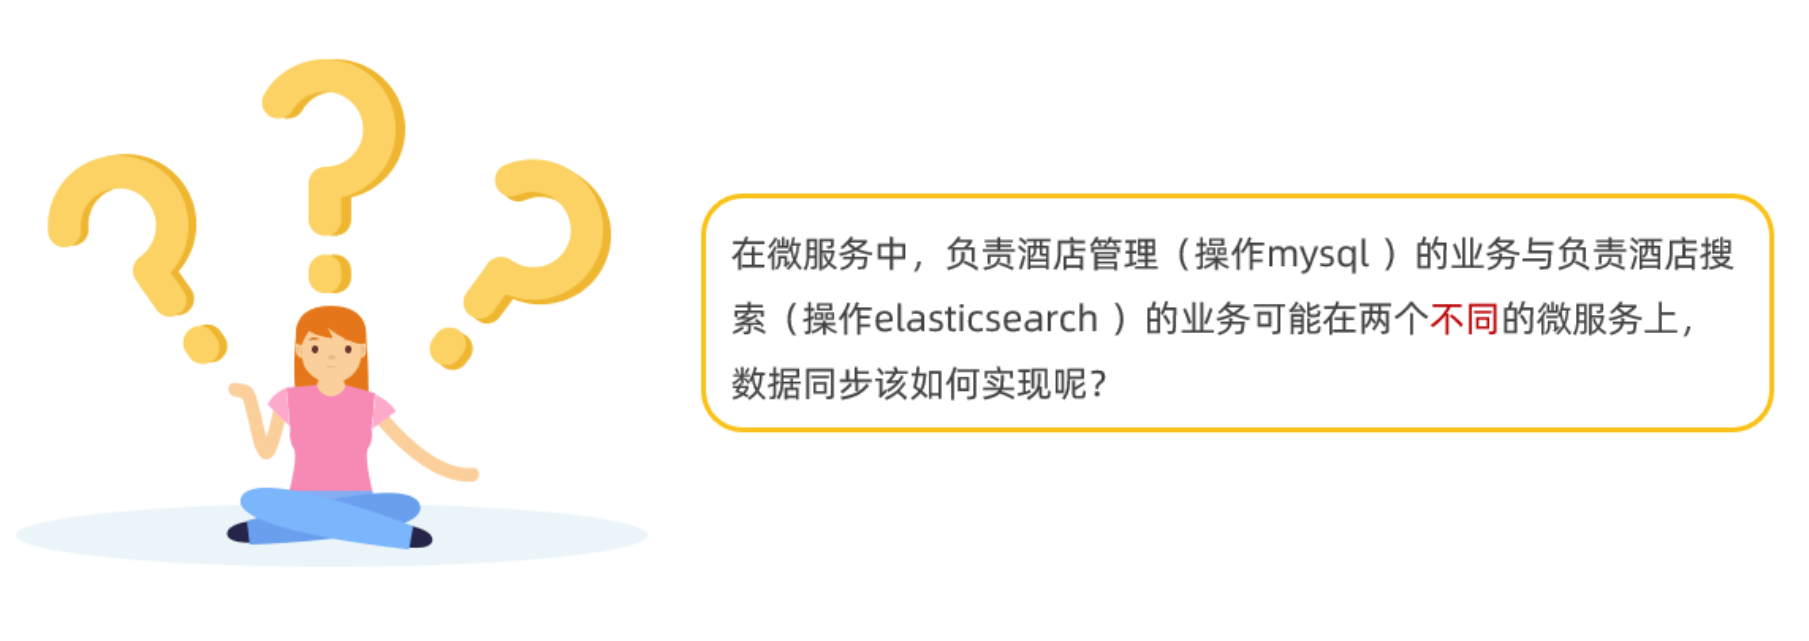 在微服务中，负责酒店管理（操作mysql ）的业务与负责酒店搜
索（操作elasticsearch ）的业务可能在两个不同的微服务上，
数据同步该如何实现呢？